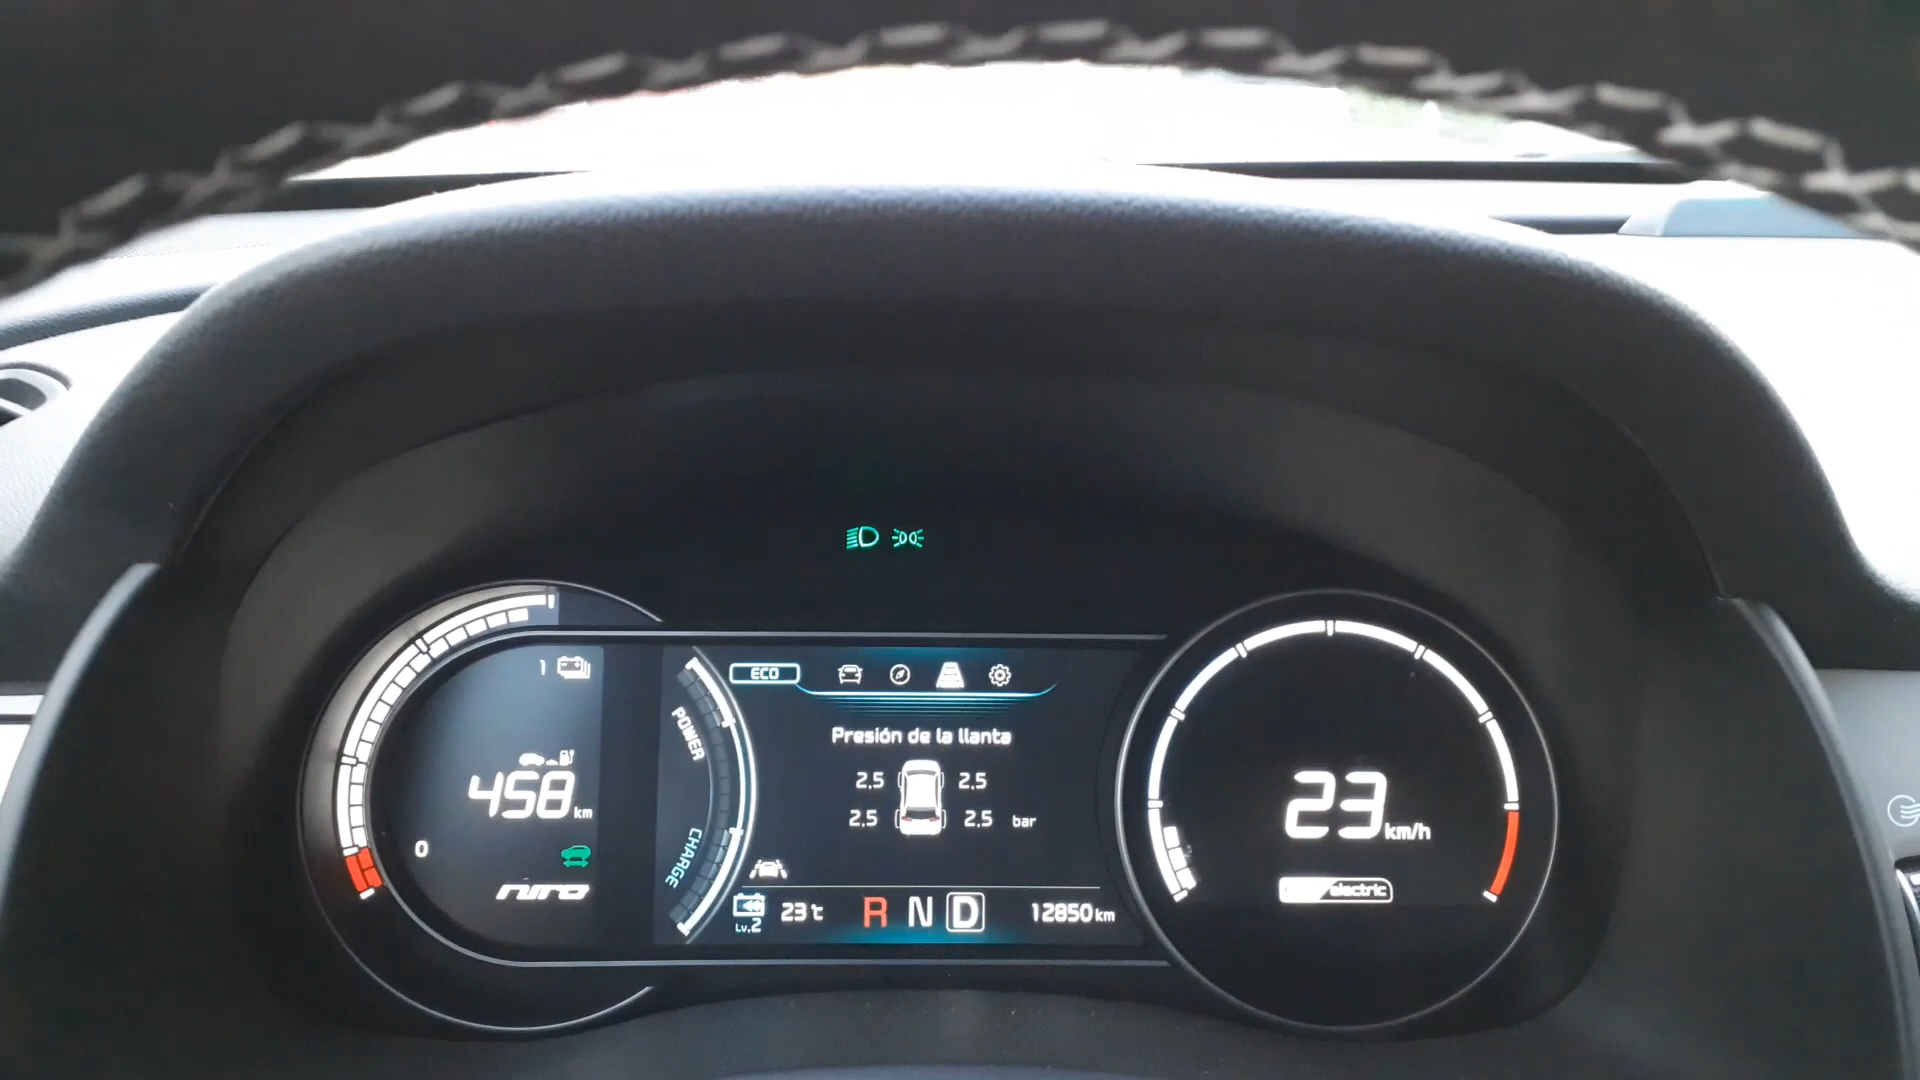 1
458 km
0
niro
POWER
CHARGE
ECO
Presión de la llanta
2.5 2.5
2.5 2.5 bar
Lv.2 23℃ R N D 12850 km
23 km/h
electric